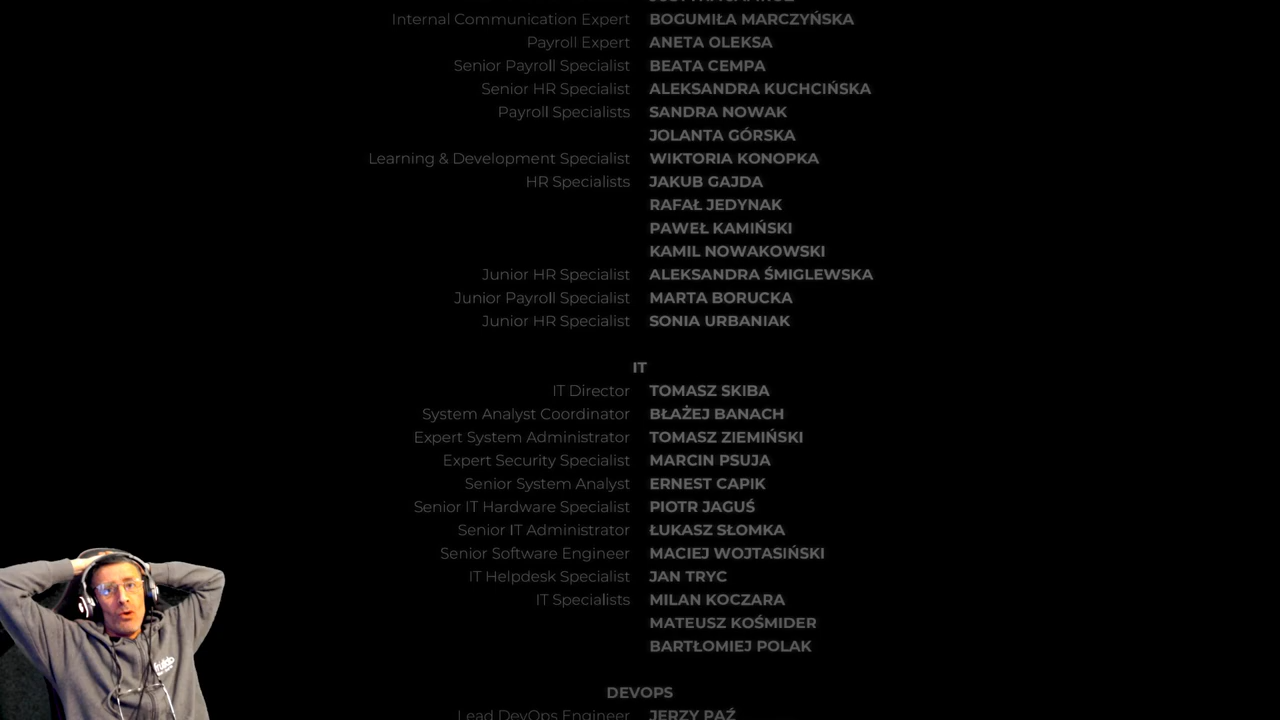 Internal Communication Expert BOGUMIŁA MARCZYŃSKA
Payroll Expert ANETA OLEKSA
Senior Payroll Specialist BEATA CEMPA
Senior HR Specialist ALEKSANDRA KUCHCIŃSKA
Payroll Specialists SANDRA NOWAK
JOLANTA GÓRSKA
Learning & Development Specialist WIKTORIA KONOPKA
HR Specialists JAKUB GAJDA
RAFAŁ JEDYNAK
PAWEŁ KAMIŃSKI
KAMIL NOWAKOWSKI
Junior HR Specialist ALEKSANDRA ŚMIGLEWSKA
Junior Payroll Specialist MARTA BORUCKA
Junior HR Specialist SONIA URBANIAK
IT
IT Director TOMASZ SKIBA
System Analyst Coordinator BŁAŻEJ BANACH
Expert System Administrator TOMASZ ZIEMIŃSKI
Expert Security Specialist MARCIN PSUJA
Senior System Analyst ERNEST CAPIK
Senior IT Hardware Specialist PIOTR JAGUŚ
Senior IT Administrator ŁUKASZ SŁOMKA
Senior Software Engineer MACIEJ WOJTASIŃSKI
IT Helpdesk Specialist JAN TRYC
IT Specialists MILAN KOCZARA
MATEUSZ KOŚMIDER
BARTŁOMIEJ POLAK
DEVOPS
Lead DevOps Engineer JERZY PAŹ